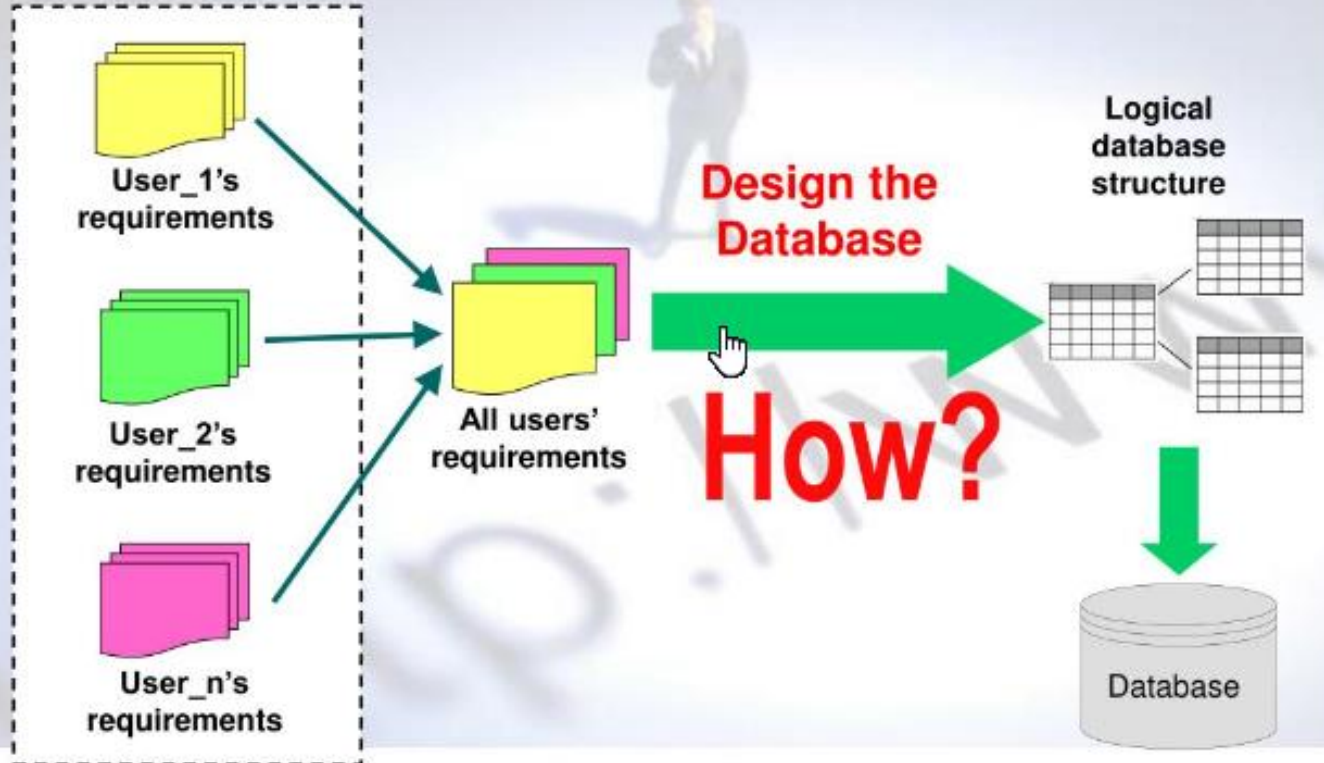 User_1's
requirements
User_2's
requirements
User_n's
requirements
All users'
requirements
Design the
Database
How?
Logical
database
structure
Database